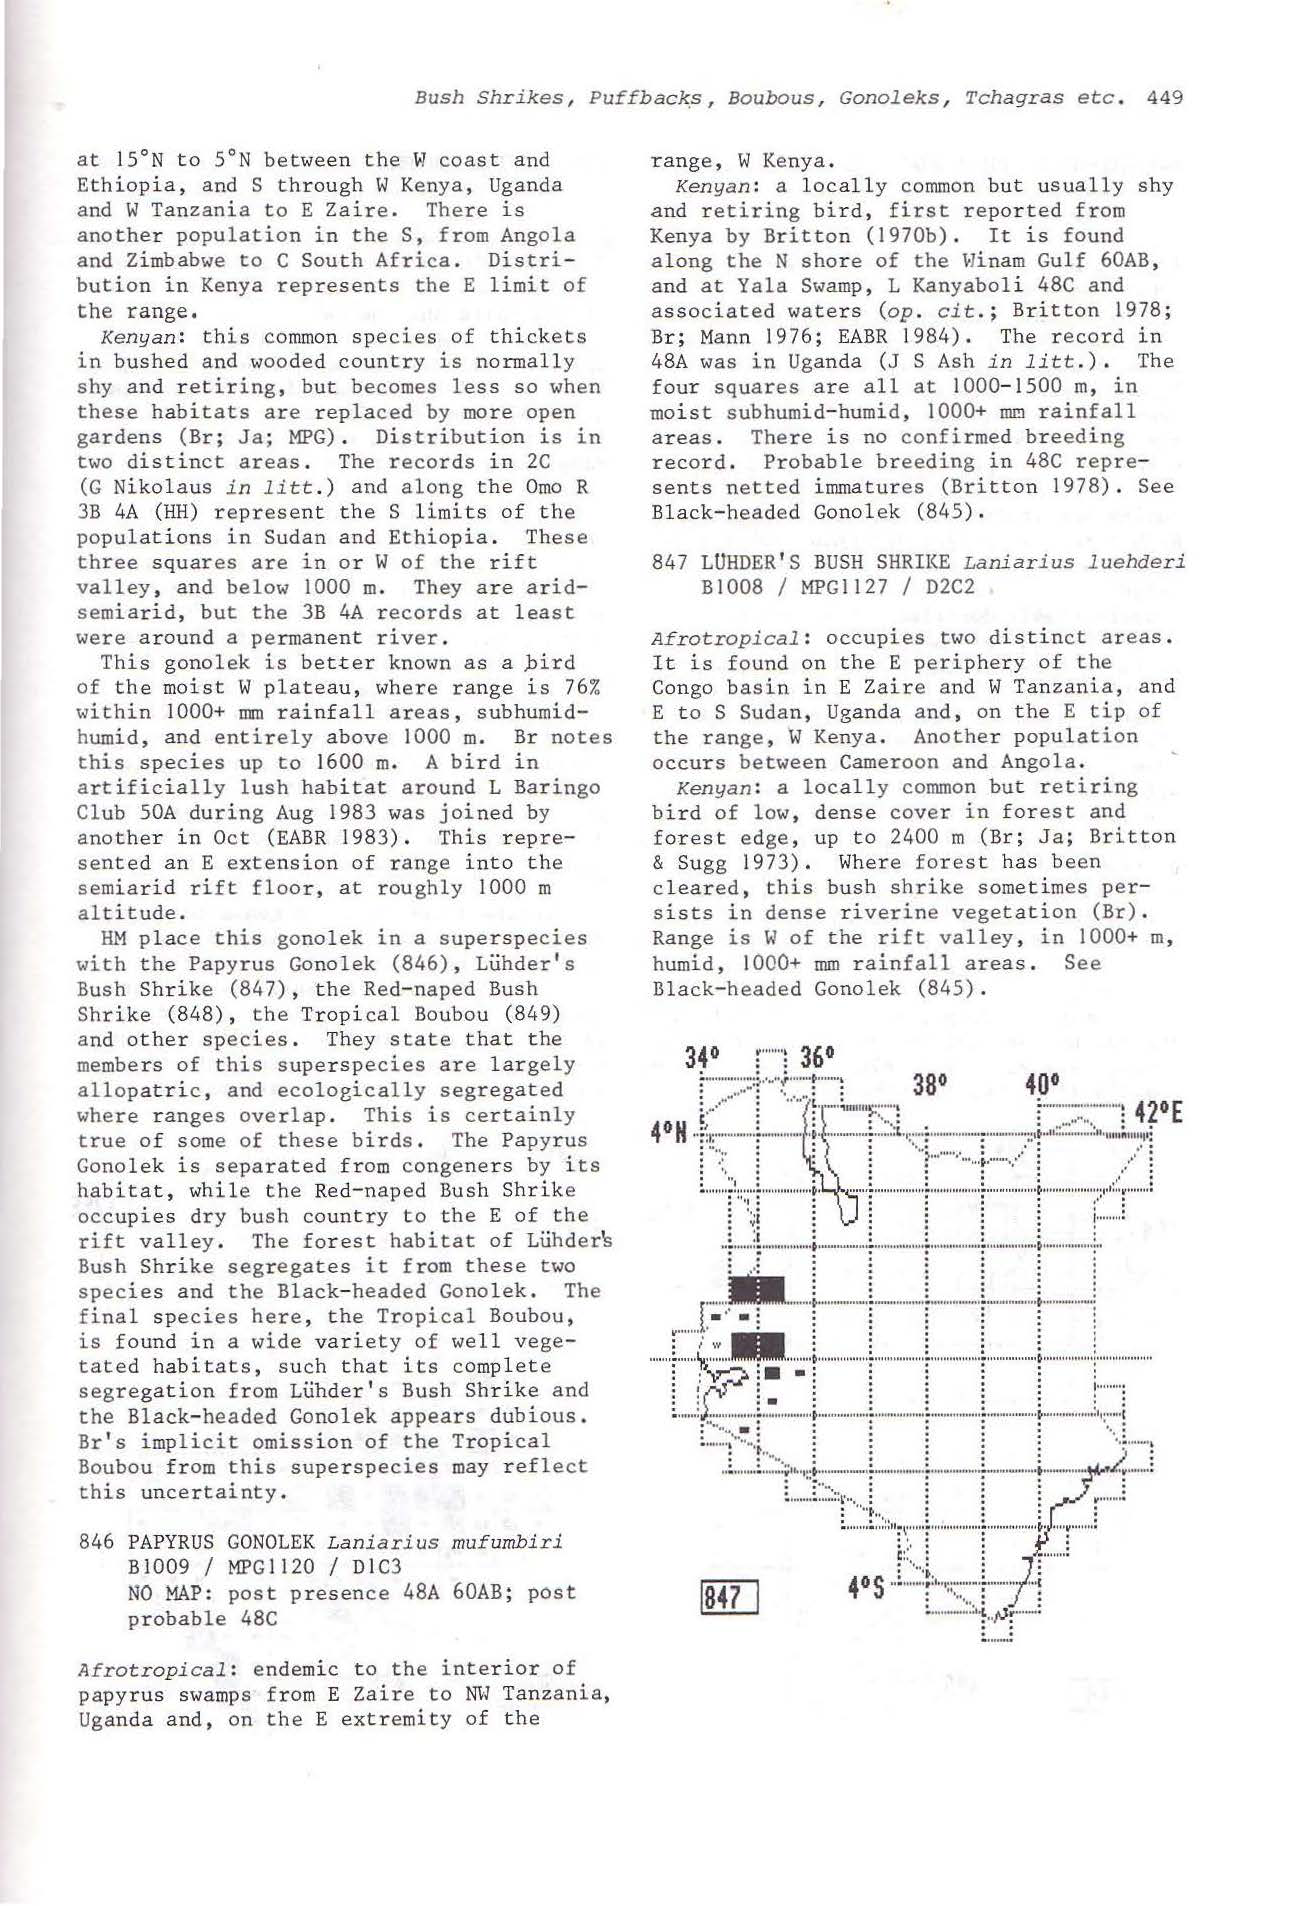 Bush Shrikes, Puffbacks, Boubous, Gonoleks, Tchagras etc. 449
at 15°N to 5°N between the W coast and
Ethiopia, and S through W Kenya, Uganda
and W Tanzania to E Zaire. There is
another population in the S, from Angola
and Zimbabwe to C South Africa. Distri-
bution in Kenya represents the E limit of
the range.
Kenyan: this common species of thickets
in bushed and wooded country is normally
shy and retiring, but becomes less so when
these habitats are replaced by more open
gardens (Br; Ja; MPG). Distribution is in
two distinct areas. The records in 2C
(G Nikolaus in litt.) and along the Omo R
3B 4A (HH) represent the S limits of the
populations in Sudan and Ethiopia. These
three squares are in or W of the rift
valley, and below 1000 m. They are arid-
semiarid, but the 3B 4A records at least
were around a permanent river.
This gonolek is better known as a bird
of the moist W plateau, where range is 76%
within 1000+ mm rainfall areas, subhumid-
humid, and entirely above 1000 m. Br notes
this species up to 1600 m. A bird in
artificially lush habitat around L Baringo
Club 50A during Aug 1983 was joined by
another in Oct (EABR 1983). This repre-
sented an E extension of range into the
semiarid rift floor, at roughly 1000 m
altitude.
HM place this gonolek in a superspecies
with the Papyrus Gonolek (846), Lühder's
Bush Shrike (847), the Red-naped Bush
Shrike (848), the Tropical Boubou (849)
and other species. They state that the
members of this superspecies are largely
allopatric, and ecologically segregated
where ranges overlap. This is certainly
true of some of these birds. The Papyrus
Gonolek is separated from congeners by its
habitat, while the Red-naped Bush Shrike
occupies dry bush country to the E of the
rift valley. The forest habitat of Lühder's
Bush Shrike segregates it from these two
species and the Black-headed Gonolek. The
final species here, the Tropical Boubou,
is found in a wide variety of well vege-
tated habitats, such that its complete
segregation from Lühder's Bush Shrike and
the Black-headed Gonolek appears dubious.
Br's implicit omission of the Tropical
Boubou from this superspecies may reflect
this uncertainty.
846 PAPYRUS GONOLEK Laniarius mufumbiri
B1009 / MPG1120 / D1C3
NO MAP: post presence 48A 60AB; post
probable 48C
Afrotropical: endemic to the interior of
papyrus swamps from E Zaire to NW Tanzania,
Uganda and, on the E extremity of the
range, W Kenya.
Kenyan: a locally common but usually shy
and retiring bird, first reported from
Kenya by Britton (1970b). It is found
along the N shore of the Winam Gulf 60AB,
and at Yala Swamp, L Kanyaboli 48C and
associated waters (op. cit.; Britton 1978;
Br; Mann 1976; EABR 1984). The record in
48A was in Uganda (J S Ash in litt.). The
four squares are all at 1000-1500 m, in
moist subhumid-humid, 1000+ mm rainfall
areas. There is no confirmed breeding
record. Probable breeding in 48C repre-
sents netted immatures (Britton 1978). See
Black-headed Gonolek (845).
847 LÜHDER'S BUSH SHRIKE Laniarius luehderi
B1008 / MPG1127 / D2C2
Afrotropical: occupies two distinct areas.
It is found on the E periphery of the
Congo basin in E Zaire and W Tanzania, and
E to S Sudan, Uganda and, on the E tip of
the range, W Kenya. Another population
occurs between Cameroon and Angola.
Kenyan: a locally common but retiring
bird of low, dense cover in forest and
forest edge, up to 2400 m (Br; Ja; Britton
& Sugg 1973). Where forest has been
cleared, this bush shrike sometimes per-
sists in dense riverine vegetation (Br).
Range is W of the rift valley, in 1000+ m,
humid, 1000+ mm rainfall areas. See
Black-headed Gonolek (845).
34° 36°
38° 40°
42°E
4°N
w
847 4°S